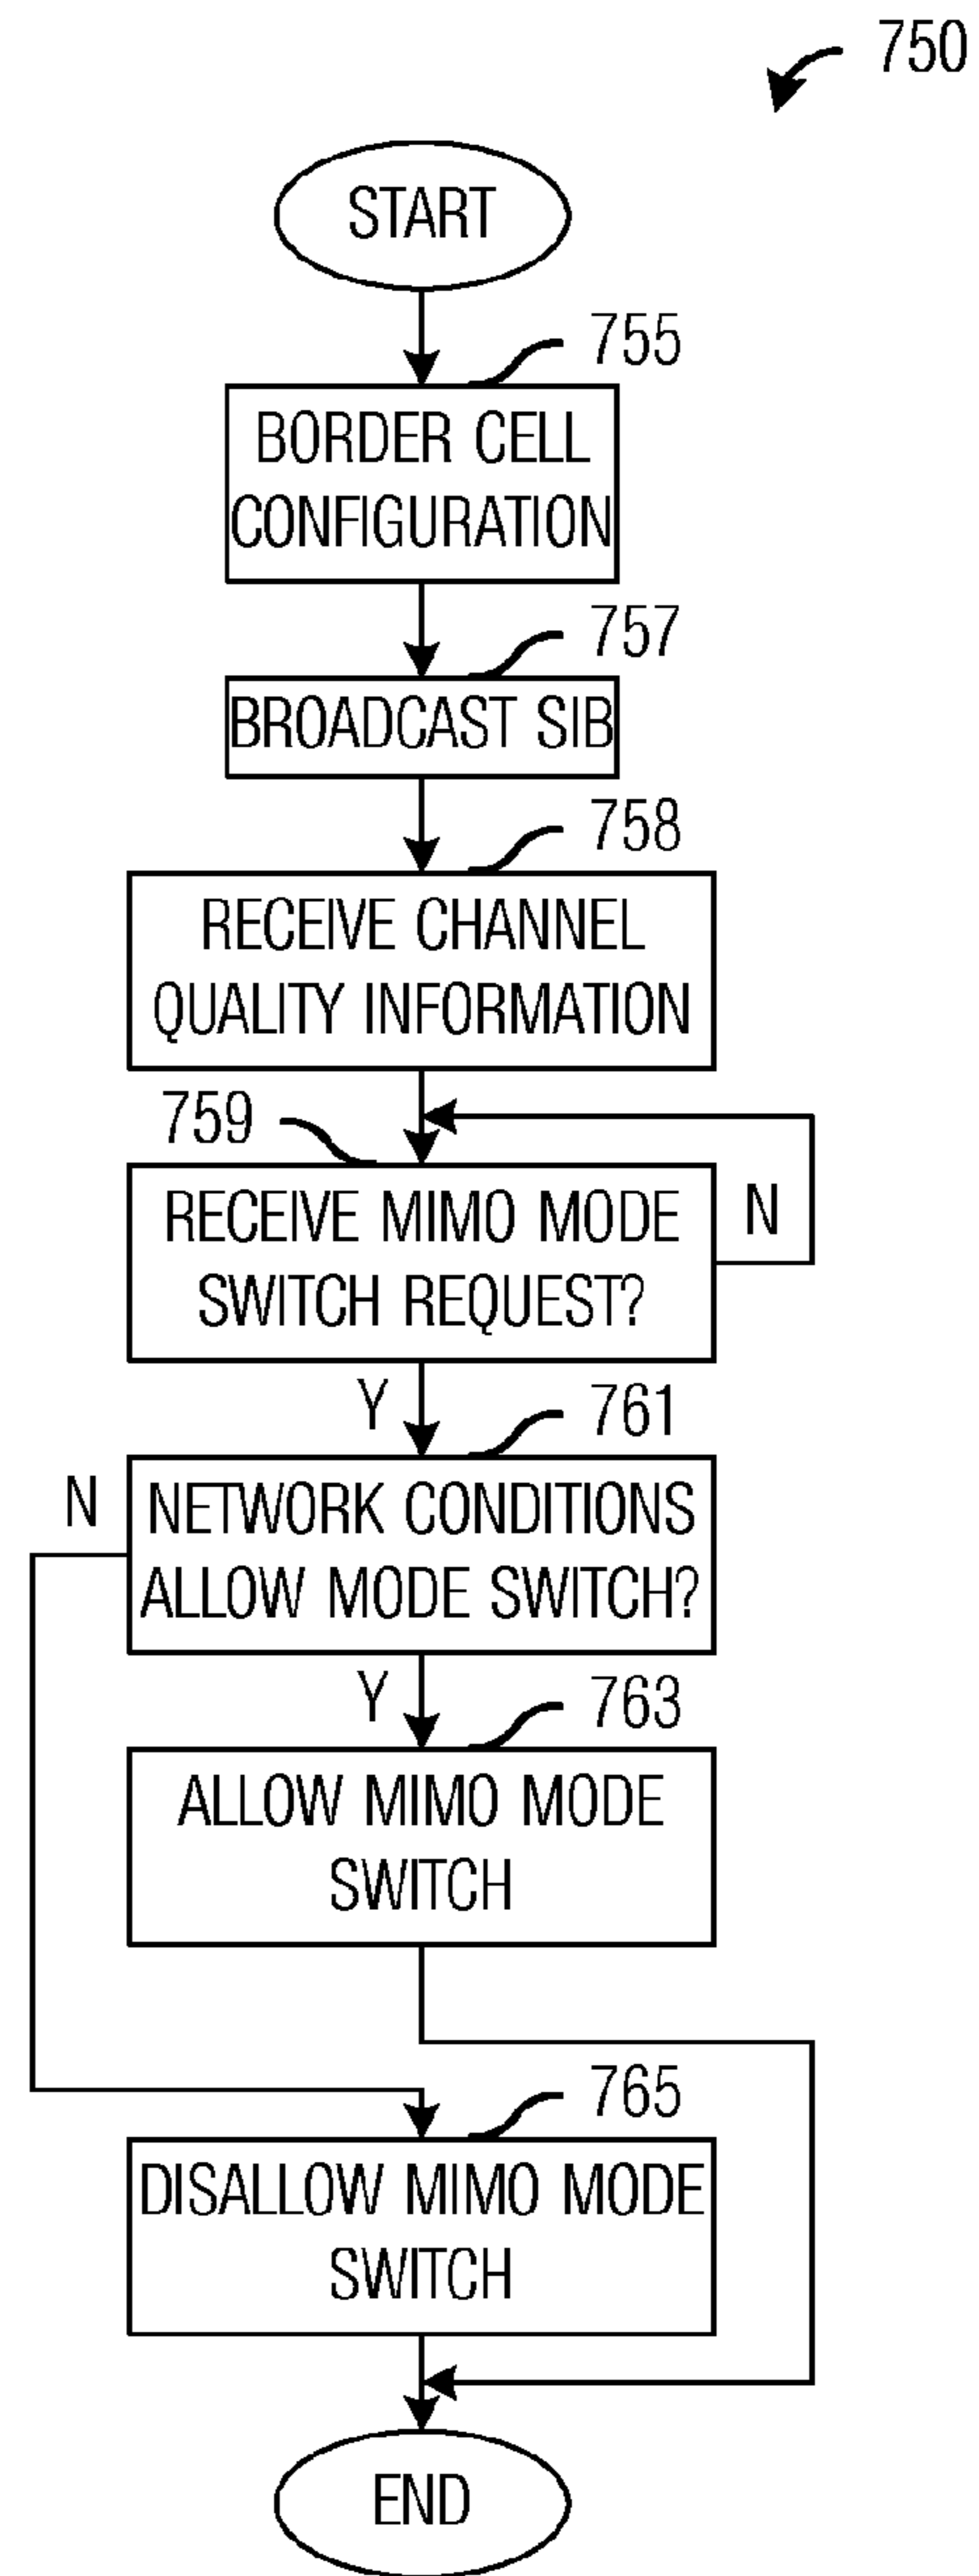 750
START
755
BORDER CELL
CONFIGURATION
757
BROADCAST SIB
758
RECEIVE CHANNEL
QUALITY INFORMATION
759
RECEIVE MIMO MODE
SWITCH REQUEST?
N
Y
761
N
NETWORK CONDITIONS
ALLOW MODE SWITCH?
Y
763
ALLOW MIMO MODE
SWITCH
765
DISALLOW MIMO MODE
SWITCH
END